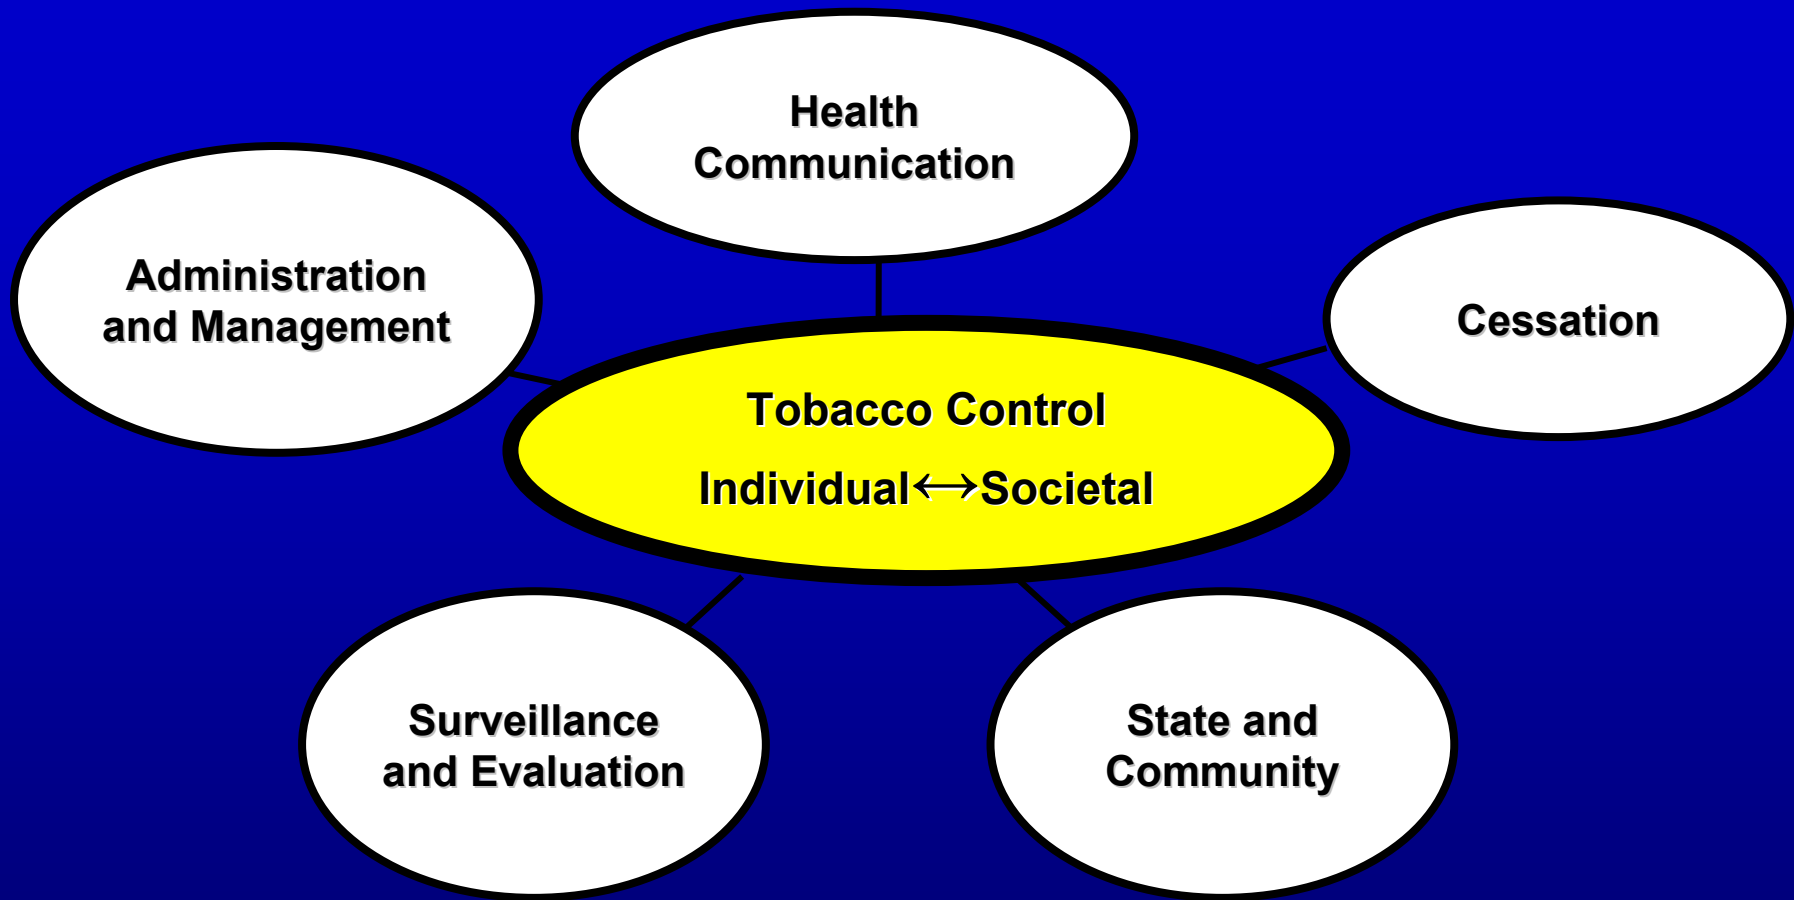 Health
Communication
Administration
and Management
Cessation
Tobacco Control
Individual↔Societal
Surveillance
and Evaluation
State and
Community